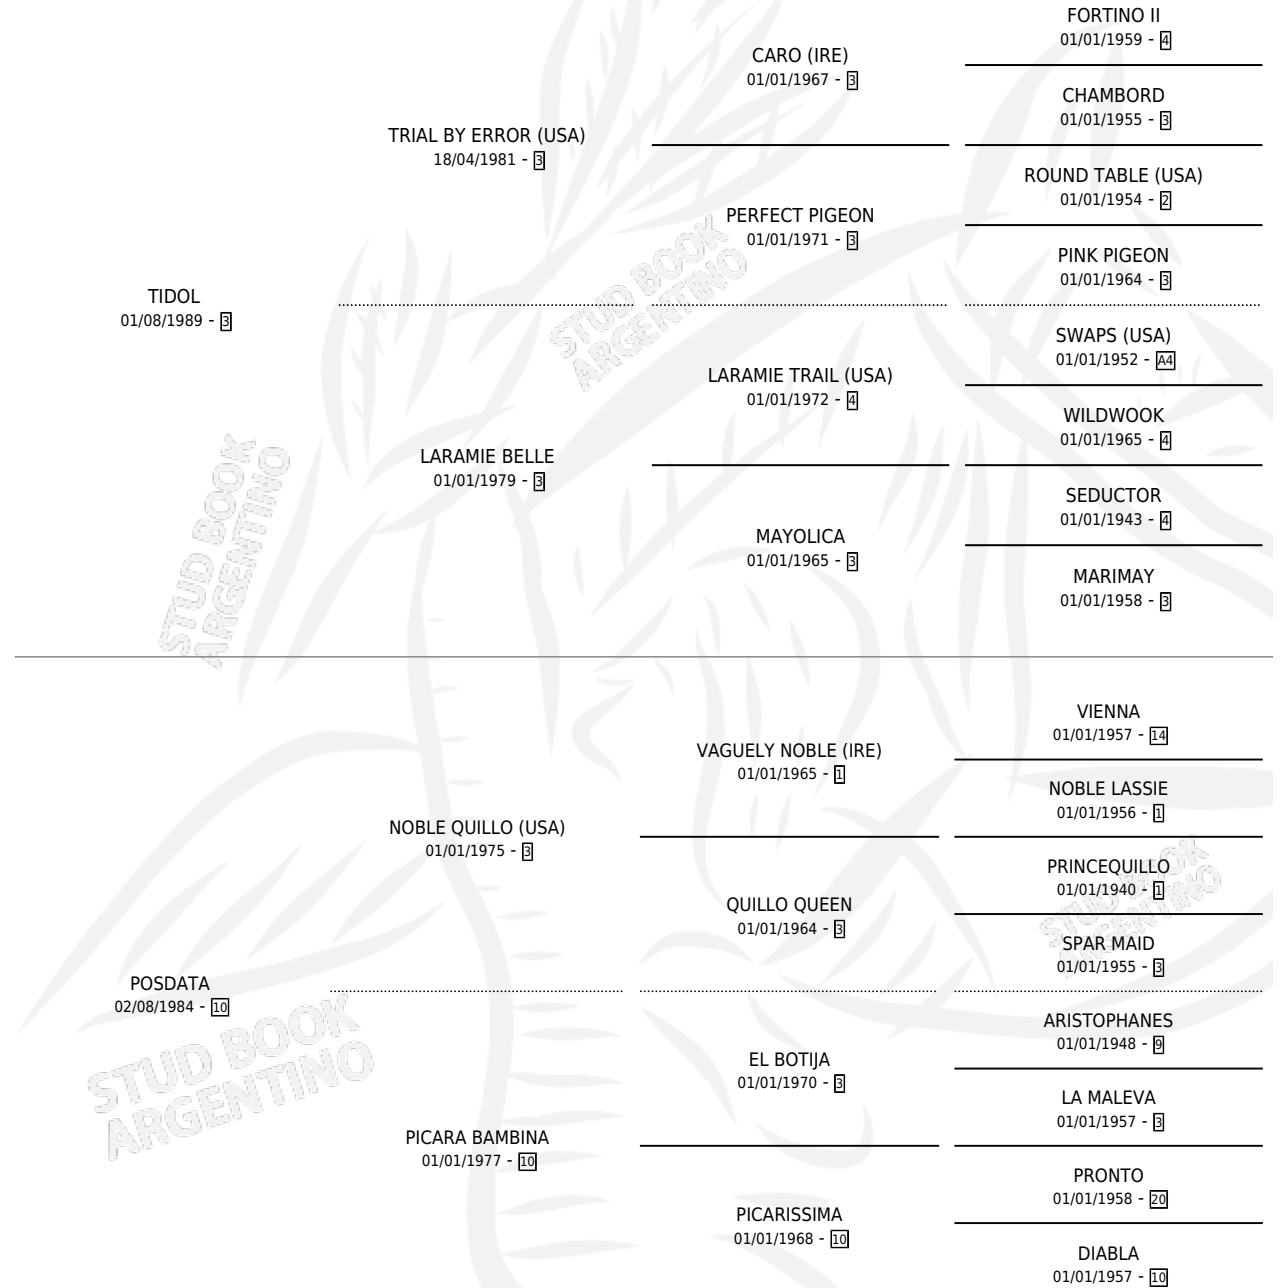 FORTINO II
01/01/1959 - 4
CARO (IRE)
01/01/1967 - 3
CHAMBORD
01/01/1955 - 3
TRIAL BY ERROR (USA)
18/04/1981 - 3
ROUND TABLE (USA)
01/01/1954 - 2
PERFECT PIGEON
01/01/1971 - 3
PINK PIGEON
01/01/1964 - 3
TIDOL
01/08/1989 - 3
STUD BOOK
ARGENTINO
SWAPS (USA)
01/01/1952 - A4
LARAMIE TRAIL (USA)
01/01/1972 - 4
WILDWOOK
01/01/1965 - 4
LARAMIE BELLE
01/01/1979 - 3
SEDUCTOR
01/01/1943 - 4
MAYOLICA
01/01/1965 - 3
MARIMAY
01/01/1958 - 3
STUD BOOK
ARGENTINO
VIENNA
01/01/1957 - 14
VAGUELY NOBLE (IRE)
01/01/1965 - 1
NOBLE LASSIE
01/01/1956 - 1
NOBLE QUILLO (USA)
01/01/1975 - 3
PRINCEQUILLO
01/01/1940 - 1
QUILLO QUEEN
01/01/1964 - 3
SPAR MAID
01/01/1955 - 3
STUD BOOK
ARGENTINO
POSDATA
02/08/1984 - 10
ARISTOPHANES
01/01/1948 - 9
EL BOTIJA
01/01/1970 - 3
LA MALEVA
01/01/1957 - 3
STUD BOOK
ARGENTINO
PICARA BAMBINA
01/01/1977 - 10
PRONTO
01/01/1958 - 20
PICARISSIMA
01/01/1968 - 10
DIABLA
01/01/1957 - 10